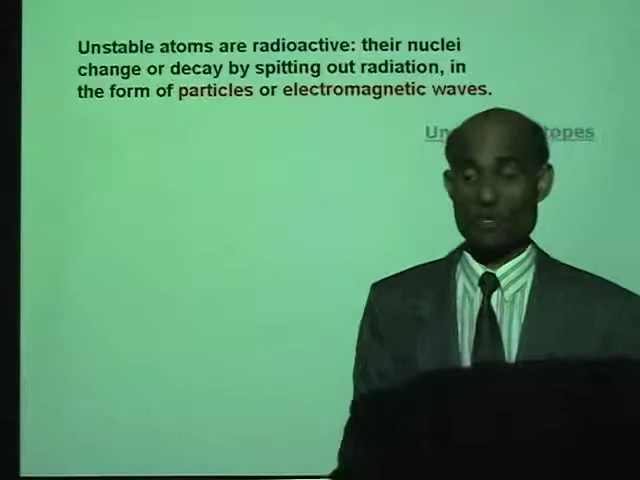 Unstable atoms are radioactive: their nuclei
change or decay by spitting out radiation, in
the form of particles or electromagnetic waves.